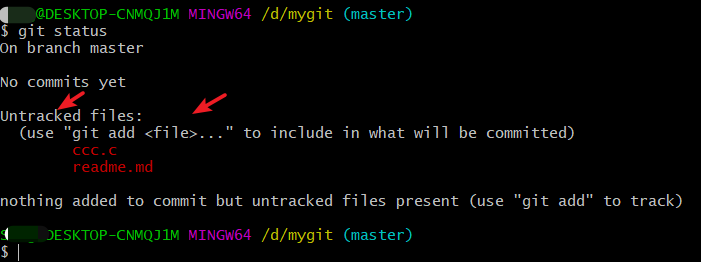 @DESKTOP-CNMQJ1M MINGW64 /d/mygit (master)
$ git status
On branch master
No commits yet
Untracked files:
(use "git add <file>..." to include in what will be committed)
ccc.c
readme.md
nothing added to commit but untracked files present (use "git add" to track)
DESKTOP-CNMQJ1M MINGW64 /d/mygit (master)
$